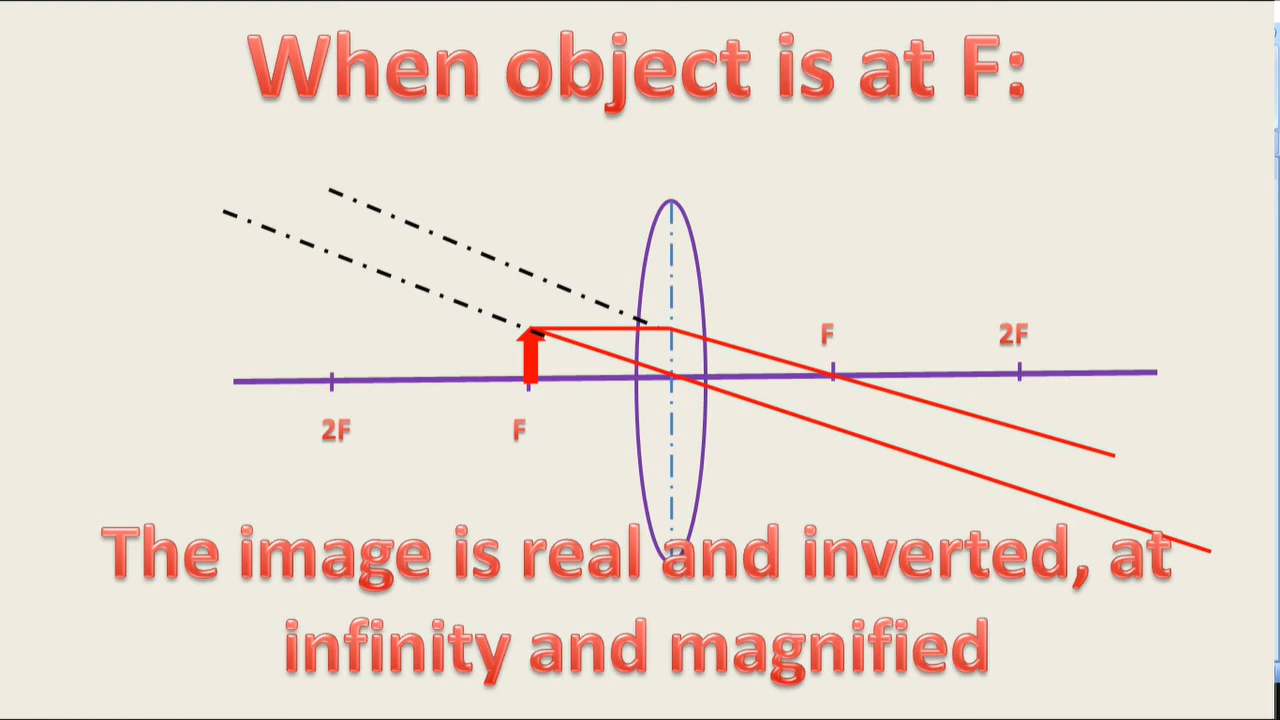 When object is at F:
F
2F
2F
F
The image is real and inverted, at
infinity and magnified